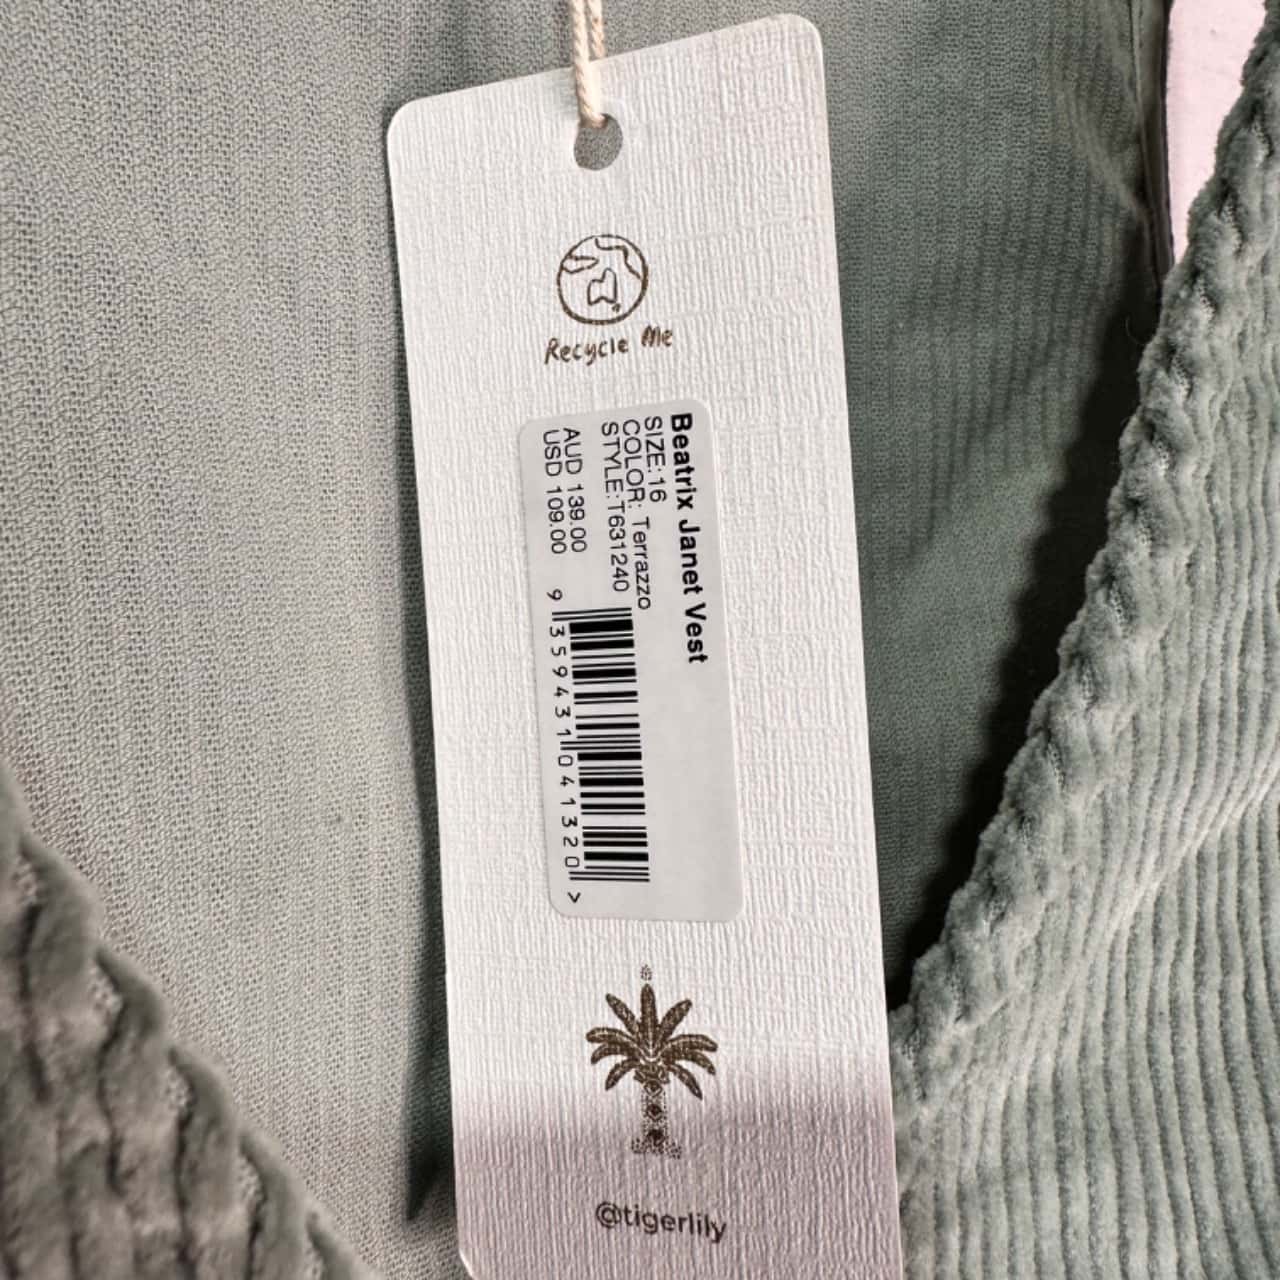 Recycle Me
Beatrix Janet Vest
SIZE:16
COLOR: Terrazzo
STYLE:T631240
AUD 139.00
USD 109.00
9 359431 041320 >
@tigerlily